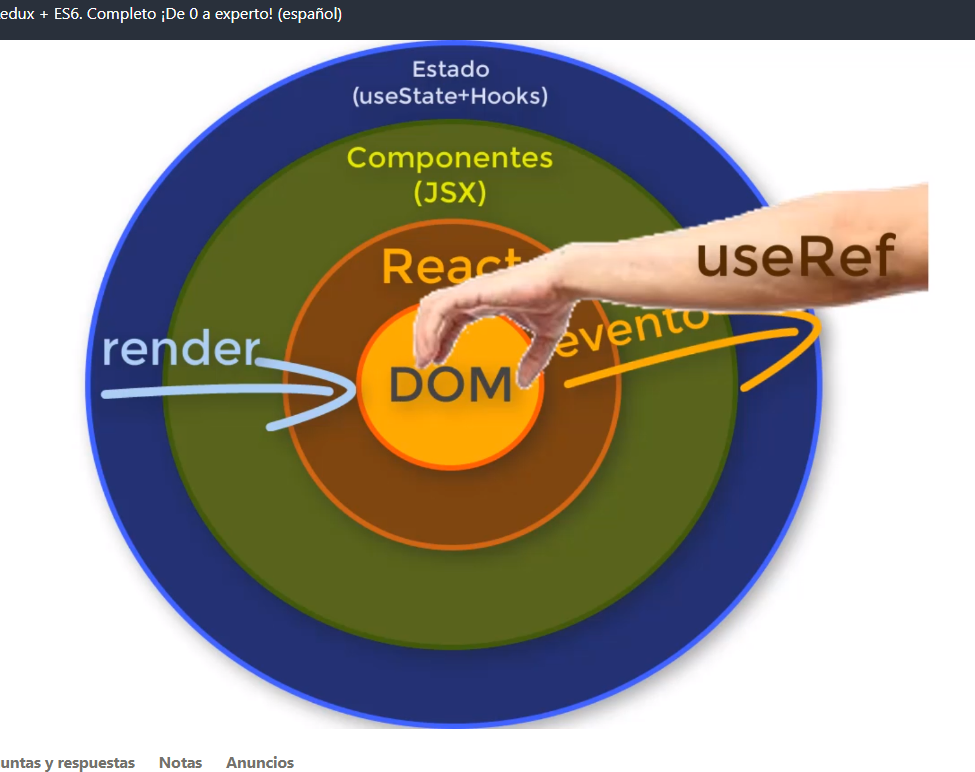 edux + ES6. Completo ¡De 0 a experto! (español)
Estado
(useState+Hooks)
Componentes
(JSX)
React
useRef
evento
render
DOM
untas y respuestas
Notas
Anuncios